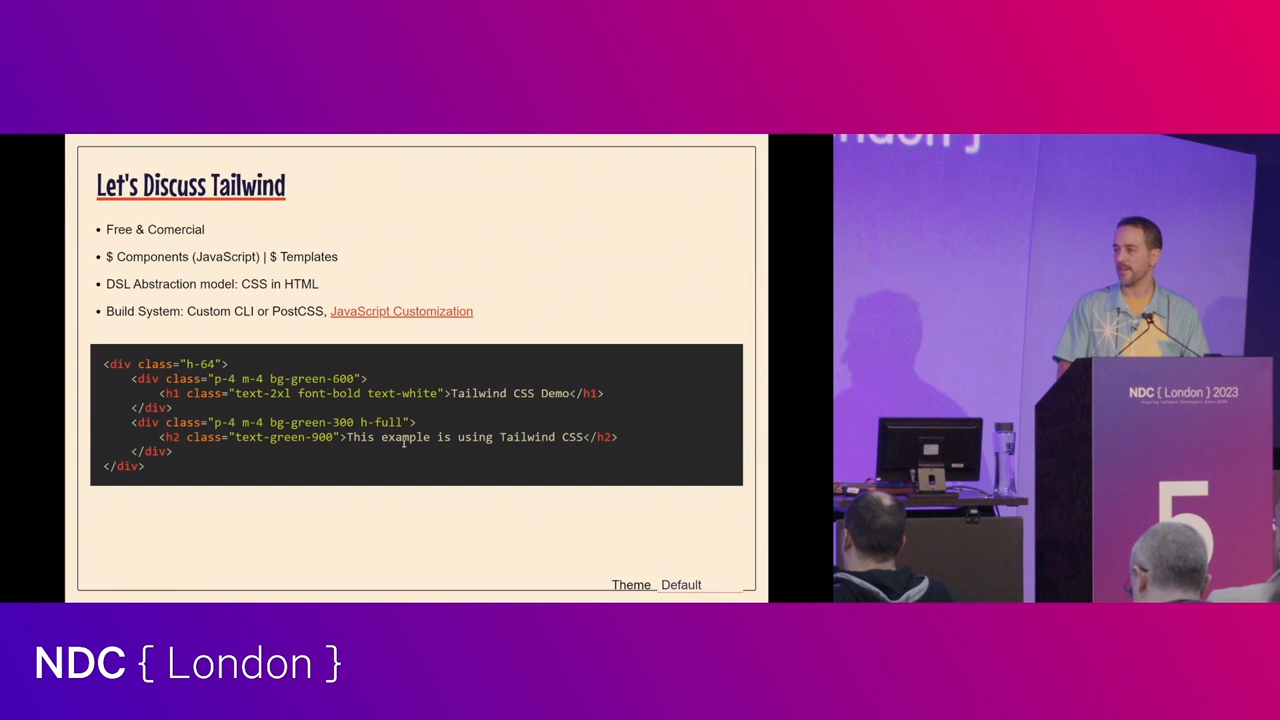 Let's Discuss Tailwind
• Free & Comercial
• $ Components (JavaScript) | $ Templates
• DSL Abstraction model: CSS in HTML
• Build System: Custom CLI or PostCSS, JavaScript Customization
<div class="h-64">
    <div class="p-4 m-4 bg-green-600">
        <h1 class="text-2xl font-bold text-white">Tailwind CSS Demo</h1>
    </div>
    <div class="p-4 m-4 bg-green-300 h-full">
        <h2 class="text-green-900">This example is using Tailwind CSS</h2>
    </div>
</div>
Theme Default
ndon }
NDC { London } 2023
5
NDC { London }